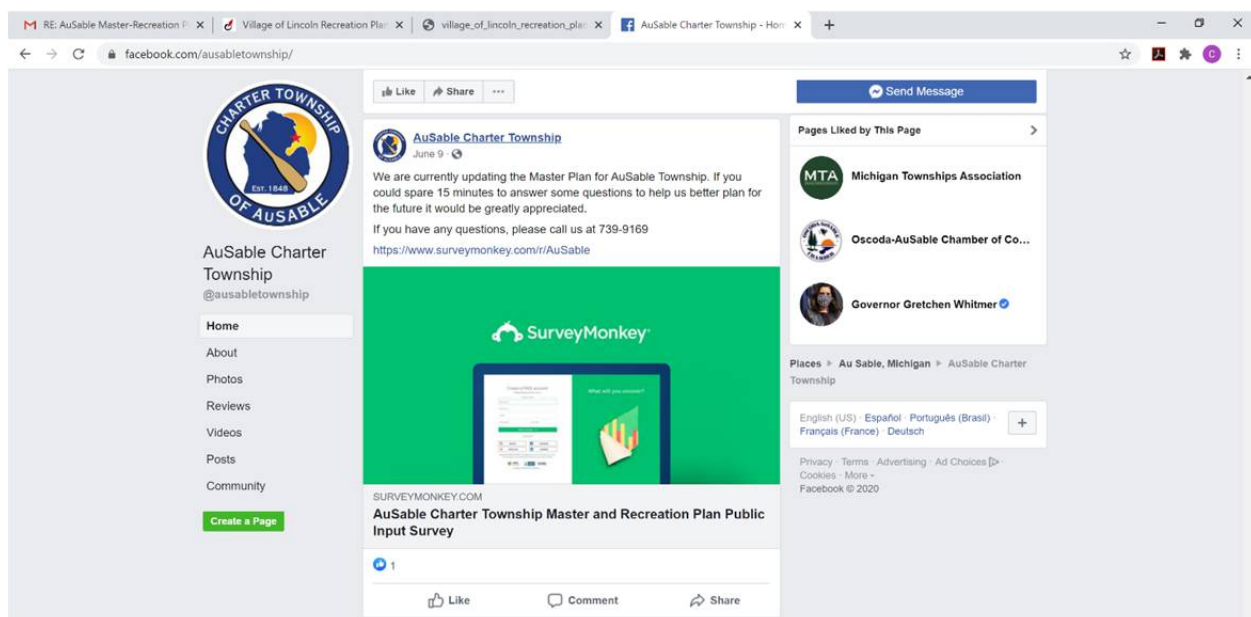 RE: AuSable Master-Recreation P
Village of Lincoln Recreation Plan
village_of_lincoln_recreation_plan
AuSable Charter Township - Hom
facebook.com/ausabletownship/
C
CHARTER TOWNSHIP
EST. 1848
OF AUSABLE
AuSable Charter
Township
@ausabletownship
Home
About
Photos
Reviews
Videos
Posts
Community
Create a Page
Like Share ...
AuSable Charter Township
June 9 ·
We are currently updating the Master Plan for AuSable Township. If you
could spare 15 minutes to answer some questions to help us better plan for
the future it would be greatly appreciated.
If you have any questions, please call us at 739-9169
https://www.surveymonkey.com/r/AuSable
SurveyMonkey
What will you uncover?
SURVEYMONKEY.COM
AuSable Charter Township Master and Recreation Plan Public
Input Survey
1
Like Comment Share
Send Message
Pages Liked by This Page
MTA
Michigan Townships Association
Oscoda-AuSable Chamber of Co...
Governor Gretchen Whitmer
Places Au Sable, Michigan AuSable Charter
Township
English (US) · Español · Português (Brasil) ·
Français (France) · Deutsch
Privacy · Terms · Advertising · Ad Choices ·
Cookies · More
Facebook © 2020